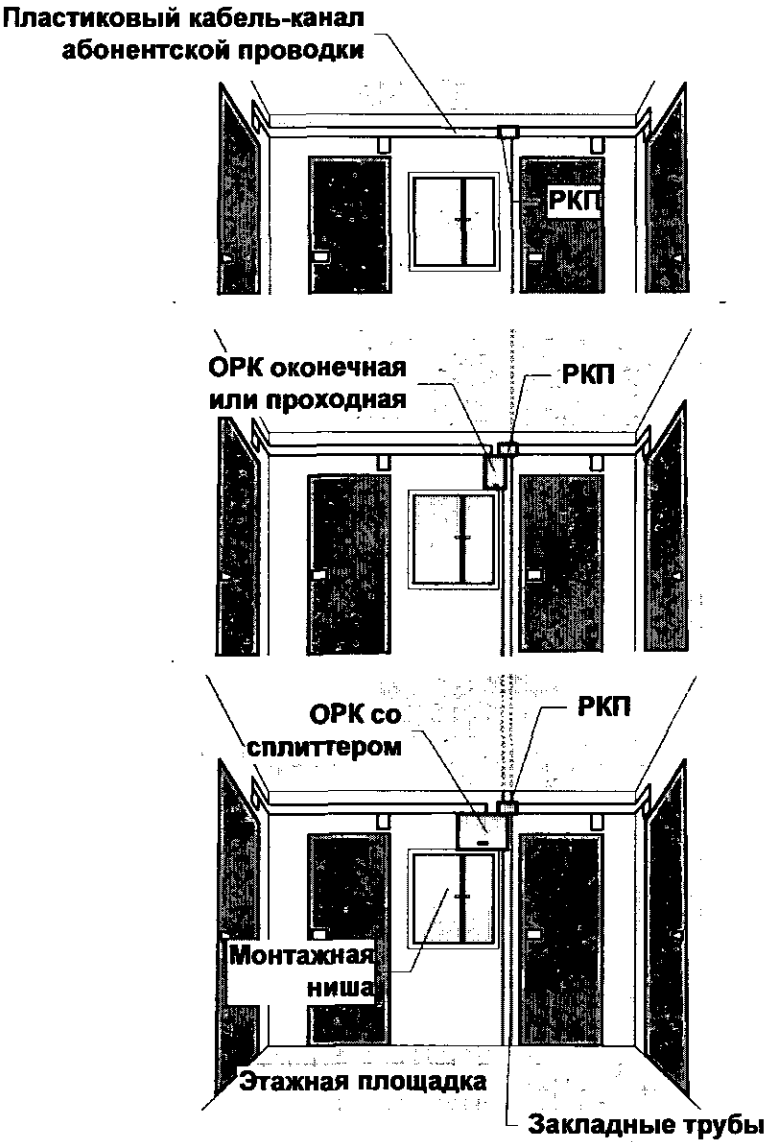 Пластиковый кабель-канал
абонентской проводки
РКП
ОРК оконечная
или проходная
РКП
ОРК со
сплиттером
РКП
Монтажная
ниша
Этажная площадка
Закладные трубы